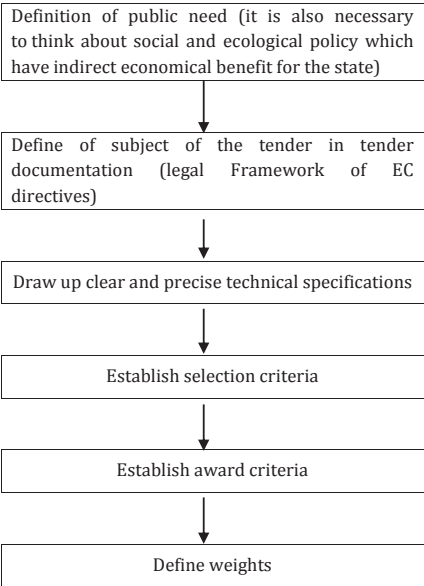 Definition of public need (it is also necessary
to think about social and ecological policy which
have indirect economical benefit for the state)
Define of subject of the tender in tender
documentation (legal Framework of EC
directives)
Draw up clear and precise technical specifications
Establish selection criteria
Establish award criteria
Define weights